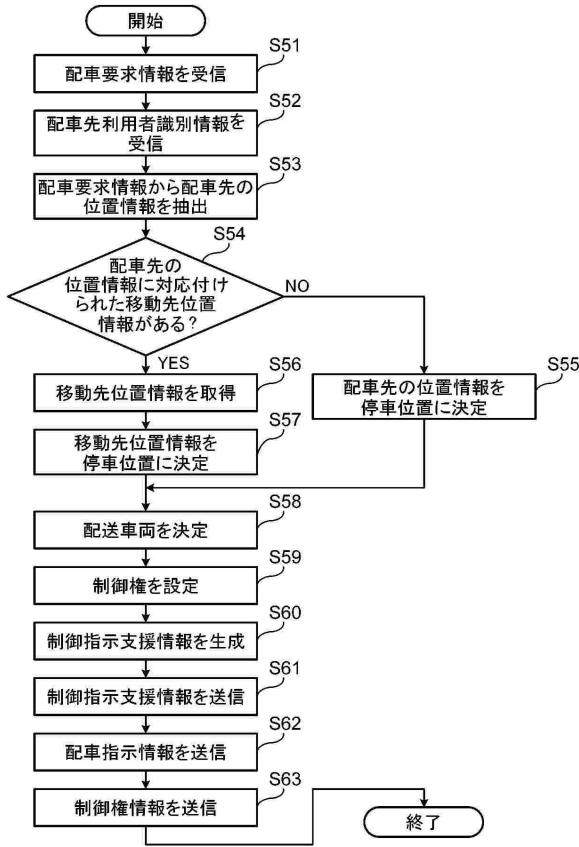 開始
S51
配車要求情報を受信
S52
配車先利用者識別情報を
受信
S53
配車要求情報から配車先の
位置情報を抽出
S54
配車先の
位置情報に対応付け
られた移動先位置
情報がある?
NO
YES
S55
配車先の位置情報を
停車位置に決定
S56
移動先位置情報を取得
S57
移動先位置情報を
停車位置に決定
S58
配送車両を決定
S59
制御権を設定
S60
制御指示支援情報を生成
S61
制御指示支援情報を送信
S62
配車指示情報を送信
S63
制御権情報を送信
終了